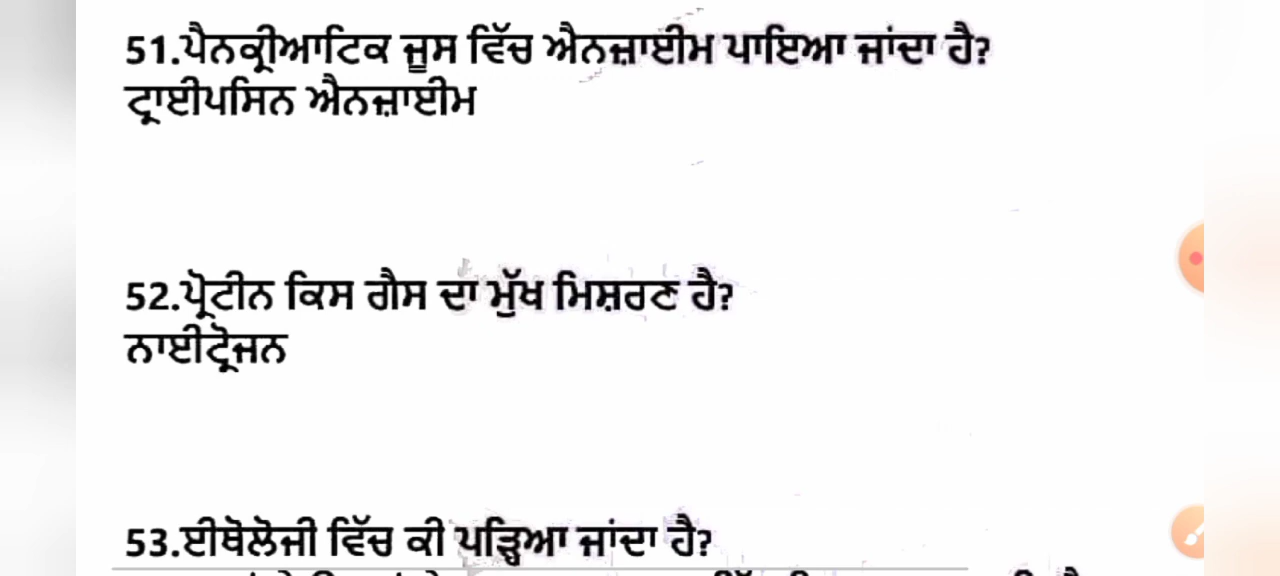 51.ਪੈਨਕ੍ਰੀਆਟਿਕ ਜੂਸ ਵਿੱਚ ਐਨਜ਼ਾਈਮ ਪਾਇਆ ਜਾਂਦਾ ਹੈ?
ਟ੍ਰਾਈਪਸਿਨ ਐਨਜ਼ਾਈਮ
52.ਪ੍ਰੋਟੀਨ ਕਿਸ ਗੈਸ ਦਾ ਮੁੱਖ ਮਿਸ਼ਰਣ ਹੈ?
ਨਾਈਟ੍ਰੋਜਨ
53.ਈਥੋਲੋਜੀ ਵਿੱਚ ਕੀ ਪੜ੍ਹਿਆ ਜਾਂਦਾ ਹੈ?